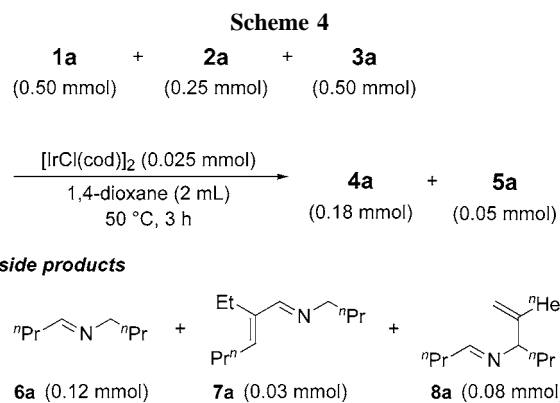 Scheme 4
1a + 2a + 3a
(0.50 mmol) (0.25 mmol) (0.50 mmol)
[IrCl(cod)]2 (0.025 mmol)
1,4-dioxane (2 mL)
50 °C, 3 h
4a + 5a
(0.18 mmol) (0.05 mmol)
side products
nPr N nPr + Et Prn N nPr + nHe nPr N nPr
6a (0.12 mmol) 7a (0.03 mmol) 8a (0.08 mmol